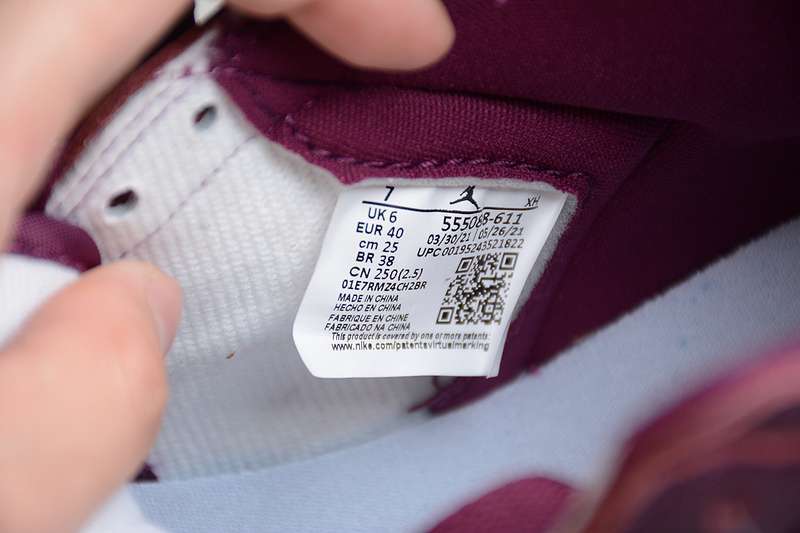 7
XH
UK 6
555088-611
EUR 40
03/30/21 | 05/26/21
cm 25
UPC 00195243521822
BR 38
CN 250(2.5)
01E7RMZ4CH2BR
MADE IN CHINA
HECHO EN CHINA
FABRIQUE EN CHINE
FABRICADO NA CHINA
This product is covered by one or more patents
www.nike.com/patentsvirtualmarking